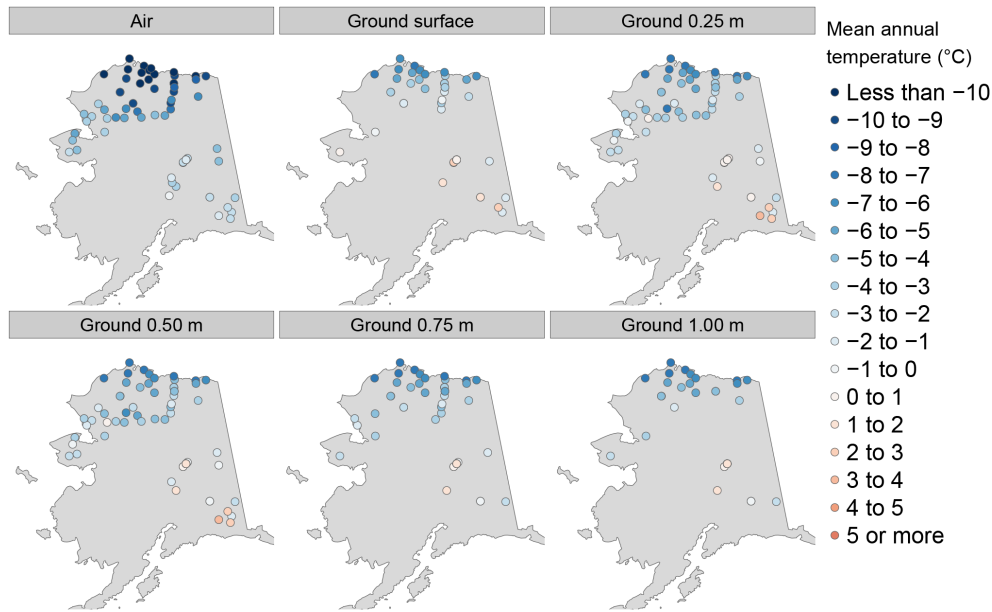 Air
Ground surface
Ground 0.25 m
Mean annual
temperature (°C)
Less than −10
−10 to −9
−9 to −8
−8 to −7
−7 to −6
−6 to −5
−5 to −4
−4 to −3
−3 to −2
−2 to −1
−1 to 0
0 to 1
1 to 2
2 to 3
3 to 4
4 to 5
5 or more
Ground 0.50 m
Ground 0.75 m
Ground 1.00 m